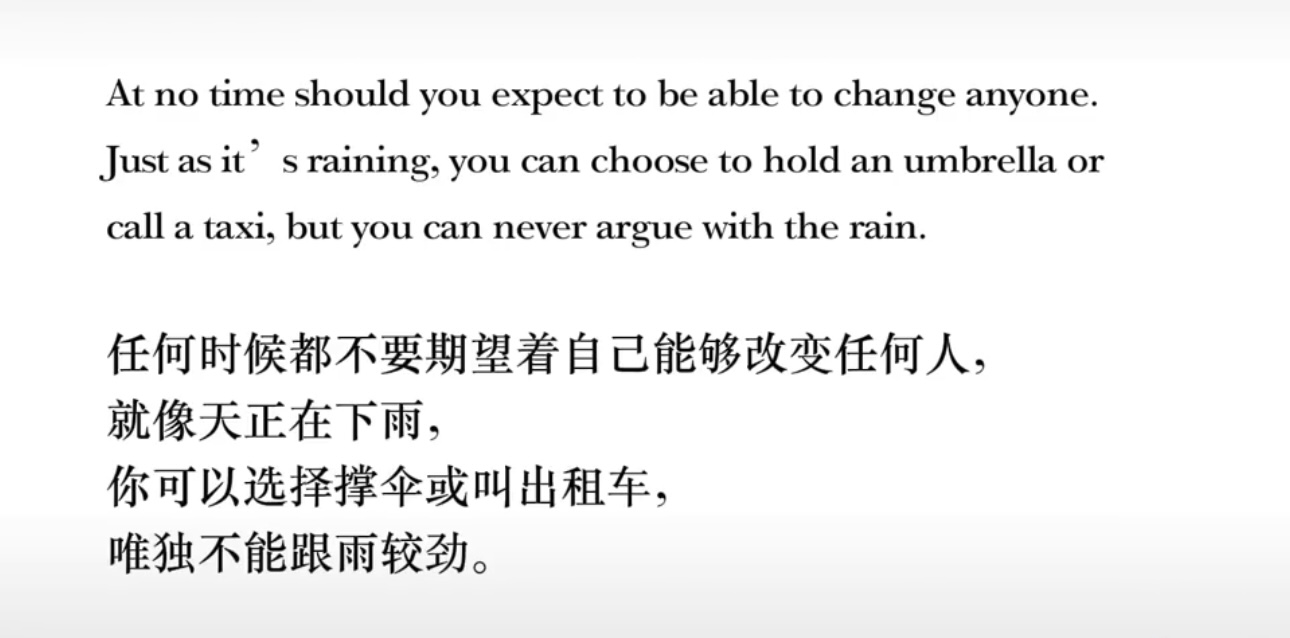 At no time should you expect to be able to change anyone.
Just as it’s raining, you can choose to hold an umbrella or
call a taxi, but you can never argue with the rain.
任何时候都不要期望着自己能够改变任何人，
就像天正在下雨，
你可以选择撑伞或叫出租车，
唯独不能跟雨较劲。